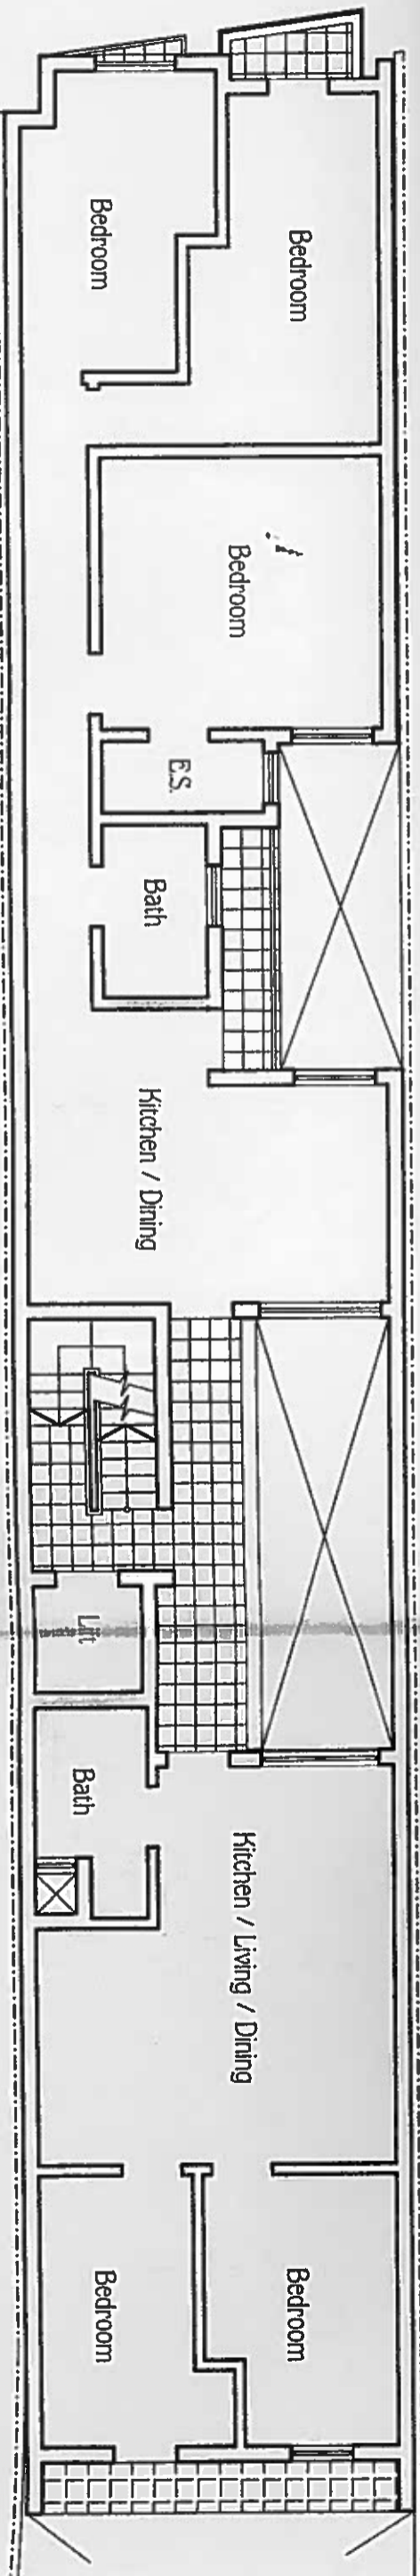 Bedroom
Bedroom
Bedroom
E.S.
Bath
Kitchen / Dining
Lift
Bath
Kitchen / Living / Dining
Bedroom
Bedroom